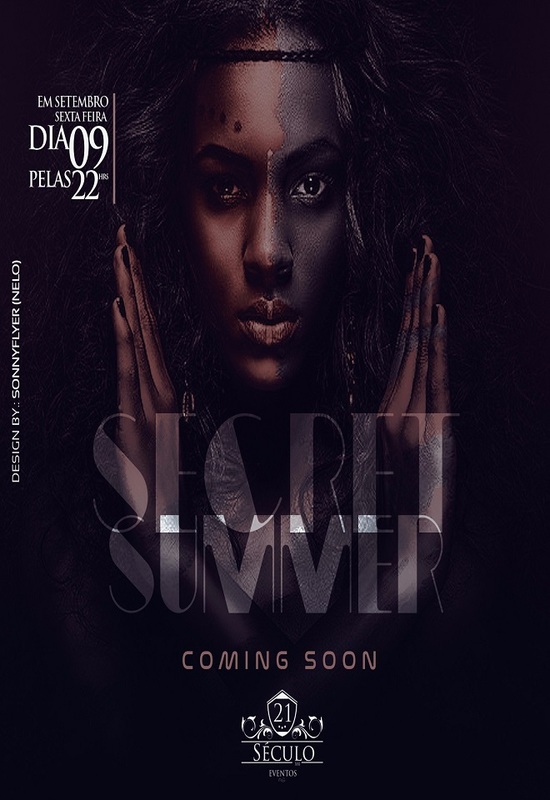 EM SETEMBRO
SEXTA FEIRA
DIA 09
PELAS 22 HRS
DESIGN BY.: SONNYFLYER (NELO)
SECRET
SUMMER
COMING SOON
21
SÉCULO
EVENTOS